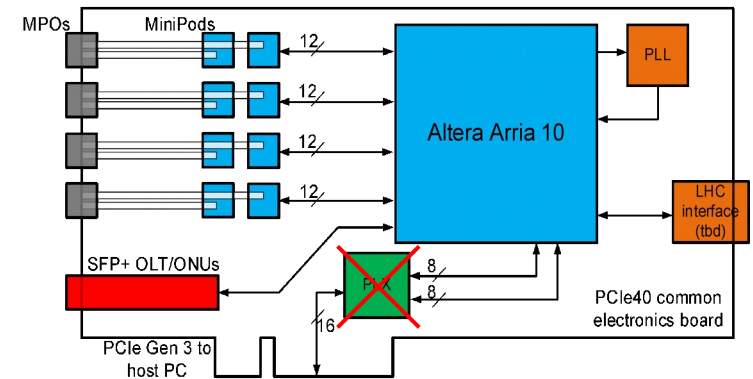 MPOs
MiniPods
12
12
12
12
Altera Arria 10
PLL
LHC
interface
(tbd)
SFP+ OLT/ONUs
PLX
8
8
16
PCIe Gen 3 to
host PC
PCIe40 common
electronics board